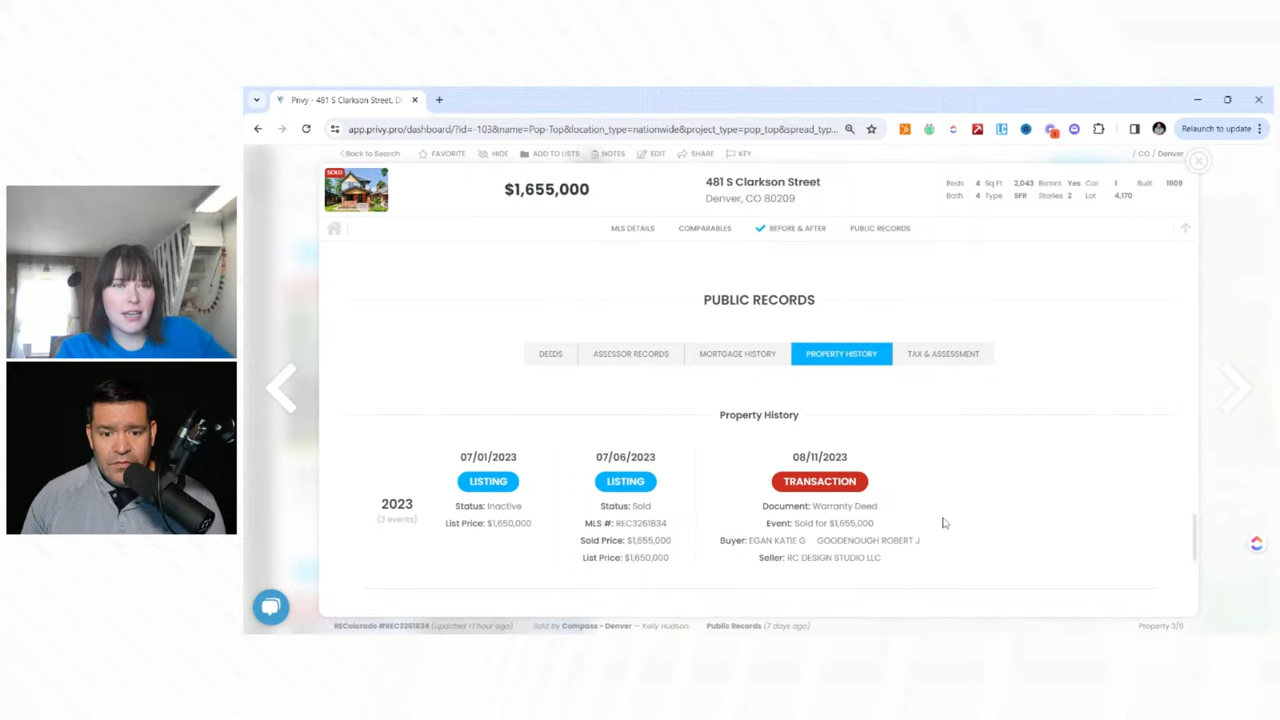 Privy - 481 S Clarkson Street, D
app.privy.pro/dashboard/?id=-103&name=Pop-Top&location_type=nationwide&project_type=pop_top&spread_typ...
Relaunch to update
Back to Search FAVORITE HIDE ADD TO LISTS NOTES EDIT SHARE KEY / CO / Denver
SOLD
$1,655,000
481 S Clarkson Street
Denver, CO 80209
Beds 4 Sq Ft 2,043 Bsmnt Yes Car 1 Built 1909
Bath 4 Type SFR Stories 2 Lot 4,170
MLS DETAILS COMPARABLES BEFORE & AFTER PUBLIC RECORDS
PUBLIC RECORDS
DEEDS ASSESSOR RECORDS MORTGAGE HISTORY PROPERTY HISTORY TAX & ASSESSMENT
Property History
2023
(3 events)
07/01/2023
LISTING
Status: Inactive
List Price: $1,650,000
07/06/2023
LISTING
Status: Sold
MLS #: REC3261834
Sold Price: $1,655,000
List Price: $1,650,000
08/11/2023
TRANSACTION
Document: Warranty Deed
Event: Sold for $1,655,000
Buyer: EGAN KATIE G GOODENOUGH ROBERT J
Seller: RC DESIGN STUDIO LLC
REColorado #REC3261834 (updated <1 hour ago) Sold by Compass - Denver — Kelly Hudson. Public Records (7 days ago) Property 3/6